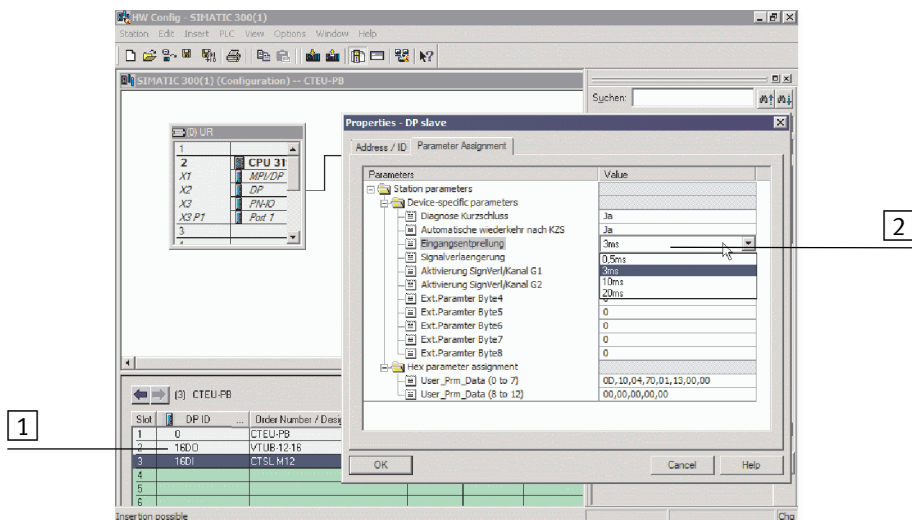 HW Config - SIMATIC 300(1)
Station Edit Insert PLC View Options Window Help
SIMATIC 300(1) (Configuration) -- CTEU-PB
Suchen:
(0) UR
1
2 CPU 31
X1 MPI/DP
X2 DP
X3 PN-IO
X3 P1 Port 1
3
Properties - DP slave
Address / ID Parameter Assignment
Parameters Value
Station parameters
Device-specific parameters
Diagnose Kurzschluss Ja
Automatische wiederkehr nach KZS Ja
Eingangsentprellung 3ms
Signalverlaengerung 0,5ms
Aktivierung SignVerl/Kanal G1 3ms
Aktivierung SignVerl/Kanal G2 10ms
20ms
Ext.Paramter Byte4 0
Ext.Paramter Byte5 0
Ext.Paramter Byte6 0
Ext.Paramter Byte7 0
Ext.Paramter Byte8 0
Hex parameter assignment
User_Prm_Data (0 to 7) 0D,10,04,70,01,13,00,00
User_Prm_Data (8 to 12) 00,00,00,00,00
OK Cancel Help
2
(3) CTEU-PB
Slot DP ID ... Order Number / Desig
1 0 CTEU-PB
2 16DO VTUB-12-16
3 16DI CTSL M12
4
5
6
1
Insertion possible Chg